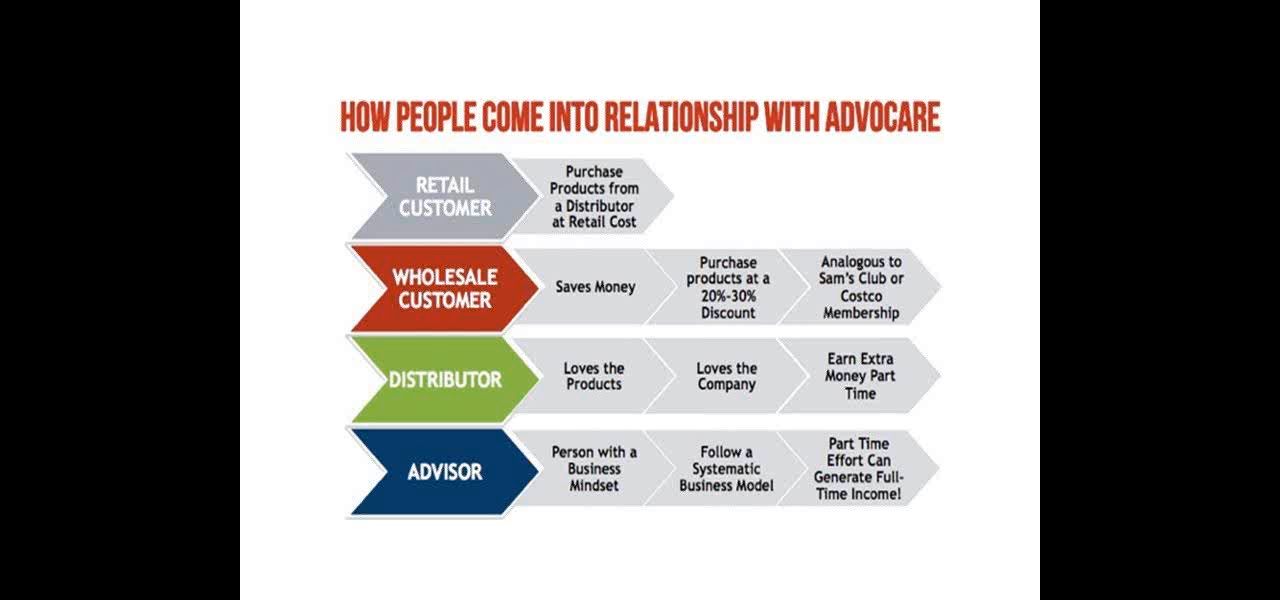 HOW PEOPLE COME INTO RELATIONSHIP WITH ADVOCARE
RETAIL
CUSTOMER
Purchase
Products from
a Distributor
at Retail Cost
WHOLESALE
CUSTOMER
Saves Money
Purchase
products at a
20%-30%
Discount
Analogous to
Sam's Club or
Costco
Membership
DISTRIBUTOR
Loves the
Products
Loves the
Company
Earn Extra
Money Part
Time
ADVISOR
Person with a
Business
Mindset
Follow a
Systematic
Business Model
Part Time
Effort Can
Generate Full-
Time Income!